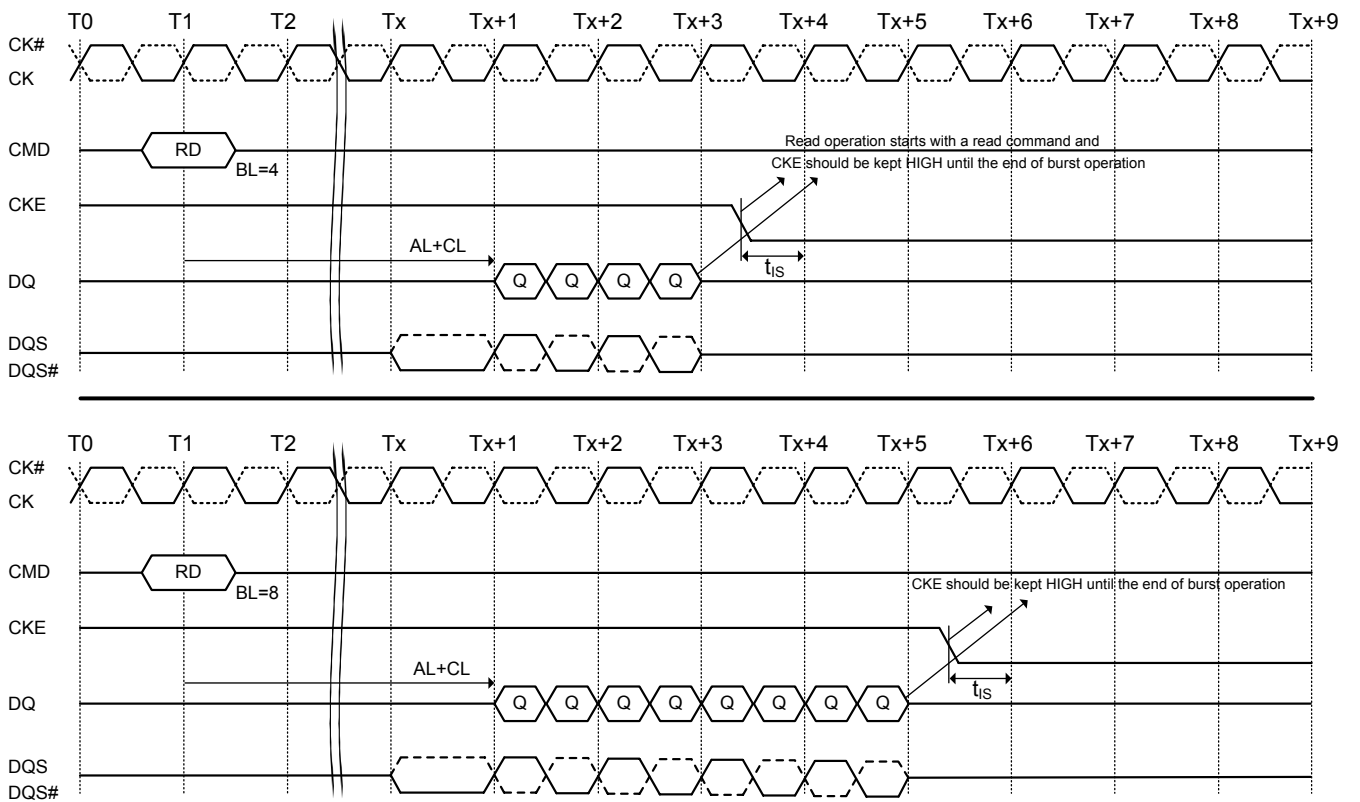 T0 T1 T2 Tx Tx+1 Tx+2 Tx+3 Tx+4 Tx+5 Tx+6 Tx+7 Tx+8 Tx+9
CK#
CK
Read operation starts with a read command and
CMD RD
BL=4
CKE should be kept HIGH until the end of burst operation
CKE
AL+CL
tIS
DQ Q Q Q Q
DQS
DQS#
T0 T1 T2 Tx Tx+1 Tx+2 Tx+3 Tx+4 Tx+5 Tx+6 Tx+7 Tx+8 Tx+9
CK#
CK
CMD RD
BL=8
CKE should be kept HIGH until the end of burst operation
CKE
AL+CL
tIS
DQ Q Q Q Q Q Q Q Q
DQS
DQS#